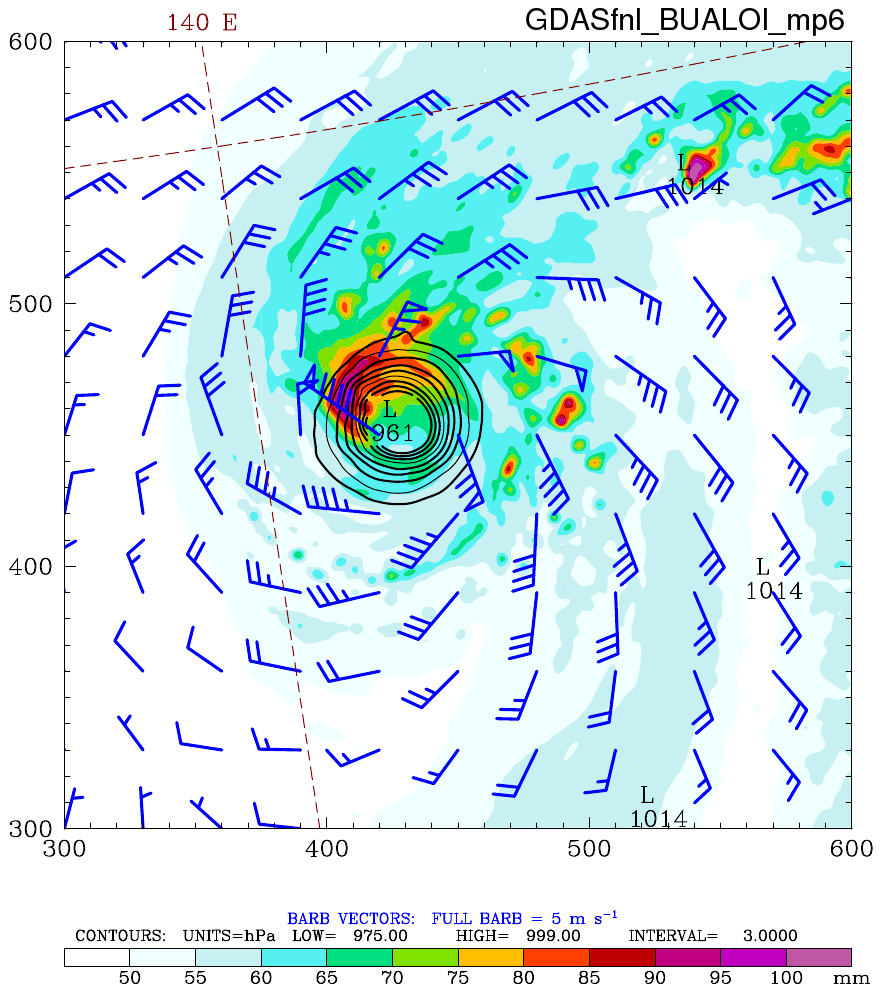 GDASfnl_BUALOI_mp6
140 E
600
L
1014
500
L
961
400
L
1014
L
1014
300
300 400 500 600
BARB VECTORS: FULL BARB = 5 m s⁻¹
CONTOURS: UNITS=hPa LOW= 975.00 HIGH= 999.00 INTERVAL= 3.0000
50 55 60 65 70 75 80 85 90 95 100 mm